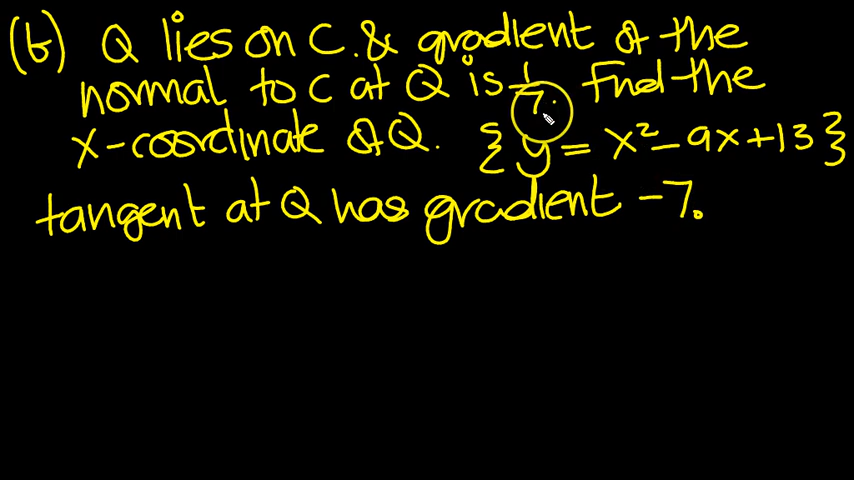 (b) Q lies on C. & gradient of the
normal to C at Q is 1/7. Find the
x-coordinate of Q. {y = x² - 9x + 13}
tangent at Q has gradient -7.